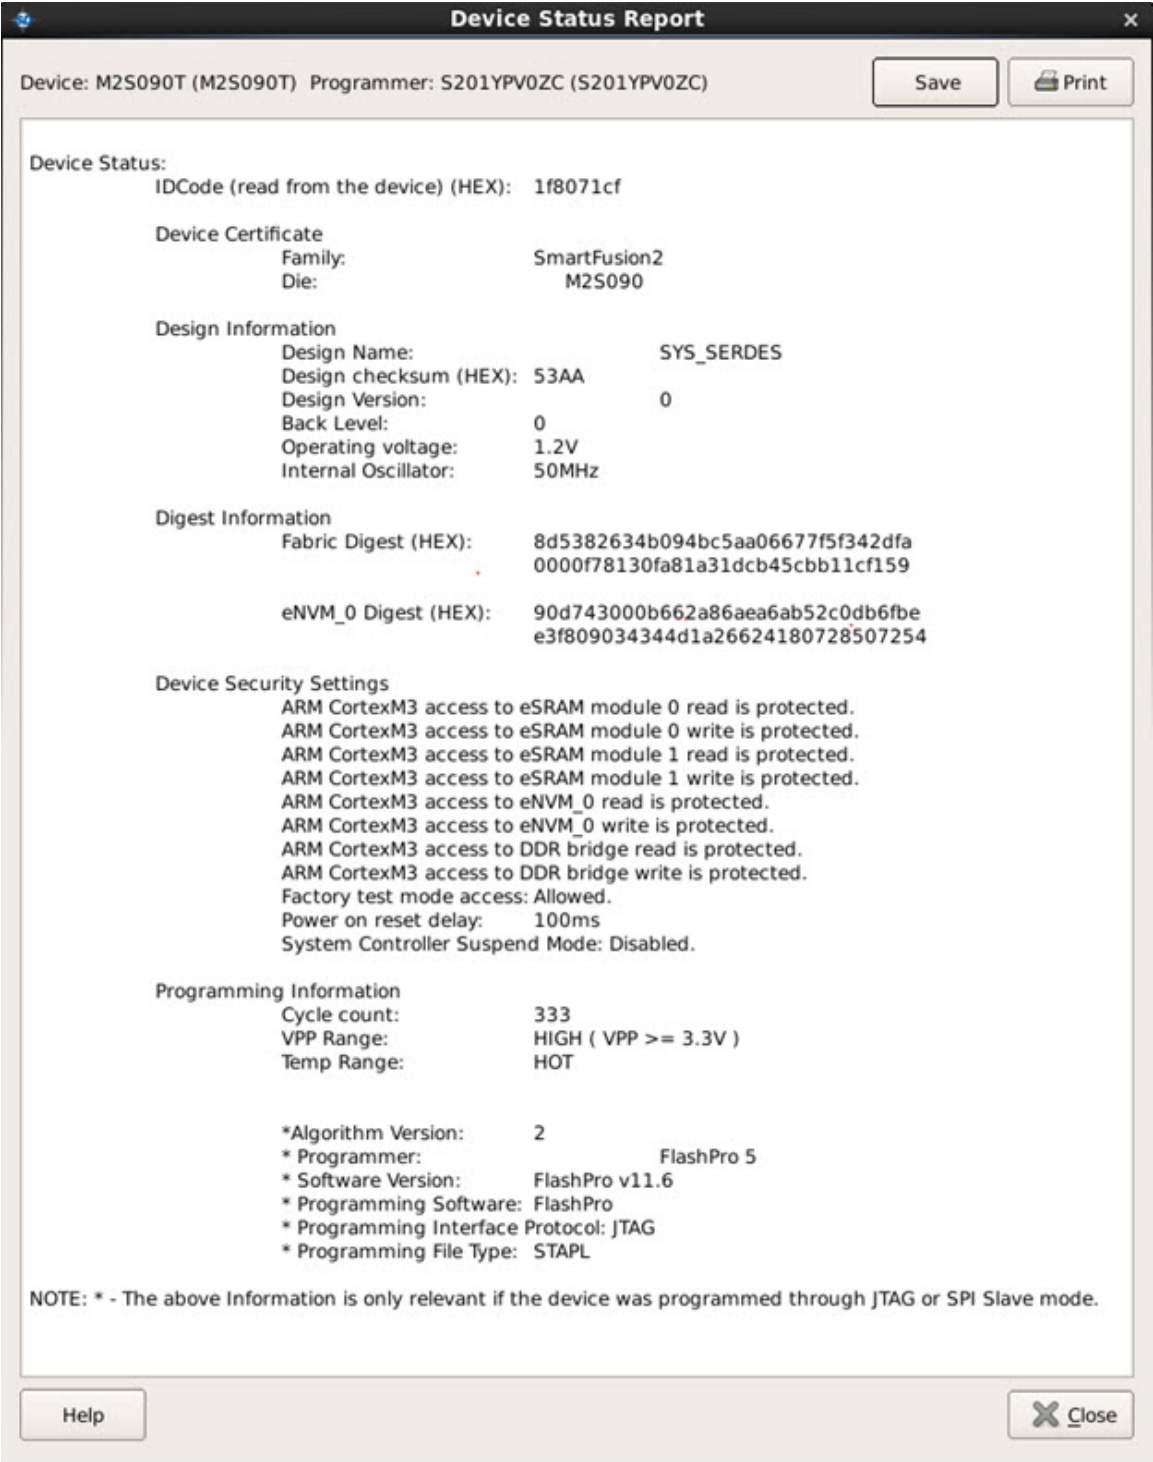 Device Status Report
Device: M2S090T (M2S090T) Programmer: S201YPV0ZC (S201YPV0ZC)
Save
Print
Device Status:
IDCode (read from the device) (HEX): 1f8071cf
Device Certificate
Family: SmartFusion2
Die: M2S090
Design Information
Design Name: SYS_SERDES
Design checksum (HEX): 53AA
Design Version: 0
Back Level: 0
Operating voltage: 1.2V
Internal Oscillator: 50MHz
Digest Information
Fabric Digest (HEX): 8d5382634b094bc5aa06677f5f342dfa
0000f78130fa81a31dcb45cbb11cf159
eNVM_0 Digest (HEX): 90d743000b662a86aea6ab52c0db6fbe
e3f809034344d1a26624180728507254
Device Security Settings
ARM CortexM3 access to eSRAM module 0 read is protected.
ARM CortexM3 access to eSRAM module 0 write is protected.
ARM CortexM3 access to eSRAM module 1 read is protected.
ARM CortexM3 access to eSRAM module 1 write is protected.
ARM CortexM3 access to eNVM_0 read is protected.
ARM CortexM3 access to eNVM_0 write is protected.
ARM CortexM3 access to DDR bridge read is protected.
ARM CortexM3 access to DDR bridge write is protected.
Factory test mode access: Allowed.
Power on reset delay: 100ms
System Controller Suspend Mode: Disabled.
Programming Information
Cycle count: 333
VPP Range: HIGH ( VPP >= 3.3V )
Temp Range: HOT
*Algorithm Version: 2
* Programmer: FlashPro 5
* Software Version: FlashPro v11.6
* Programming Software: FlashPro
* Programming Interface Protocol: JTAG
* Programming File Type: STAPL
NOTE: * - The above Information is only relevant if the device was programmed through JTAG or SPI Slave mode.
Help
Close